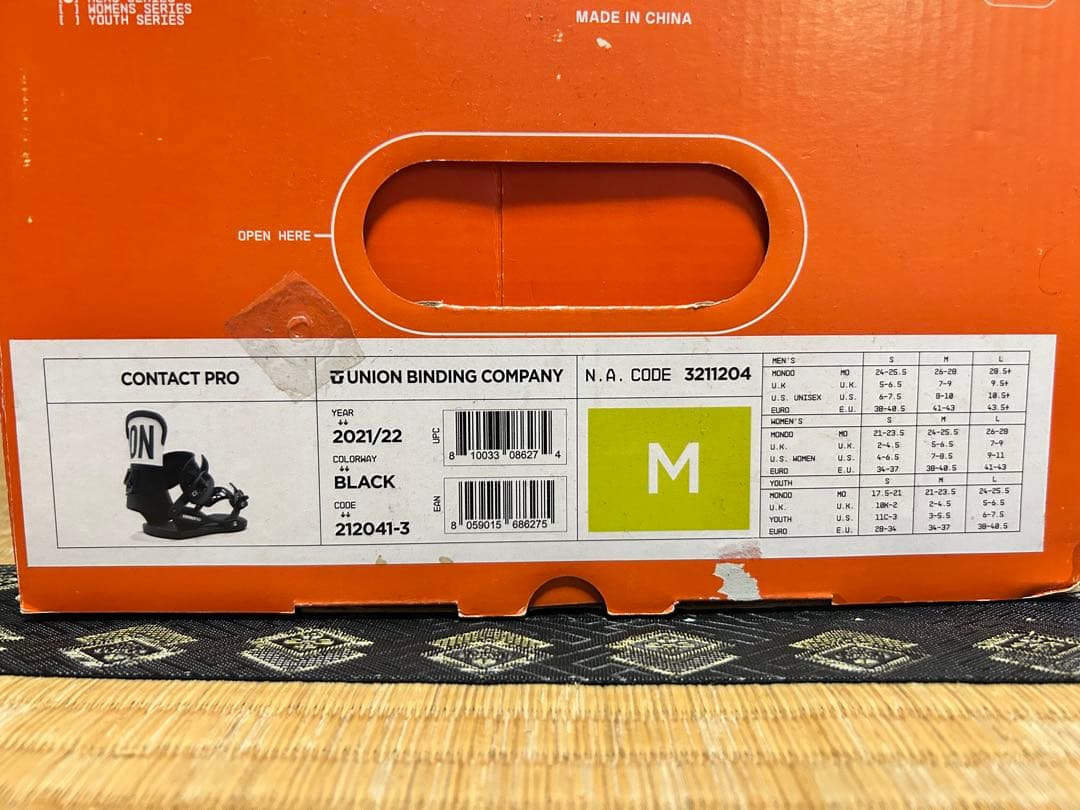 WOMENS SERIES
YOUTH SERIES
MADE IN CHINA
OPEN HERE
CONTACT PRO
ON
UNION BINDING COMPANY
YEAR
2021/22
COLORWAY
BLACK
CODE
212041-3
UPC
8 10033 08627 4
EAN
8 059015 686275
N.A. CODE 3211204
M
MEN'S S M L
MONDO MO 24-25.5 26-28 28.5+
U.K U.K. 5-6.5 7-9 9.5+
U.S. UNISEX U.S. 6-7.5 8-10 10.5+
EURO E.U. 38-40.5 41-43 43.5+
WOMEN'S S M L
MONDO MO 21-23.5 24-25.5 26-28
U.K. U.K. 2-4.5 5-6.5 7-9
U.S. WOMEN U.S. 4-6.5 7-8.5 9-11
EURO E.U. 34-37 38-40.5 41-43
YOUTH S M L
MONDO MO 17.5-21 21-23.5 24-25.5
U.K. U.K. 10K-2 2-4.5 5-6.5
YOUTH U.S. 11C-3 3-5.5 6-7.5
EURO E.U. 28-34 34-37 38-40.5